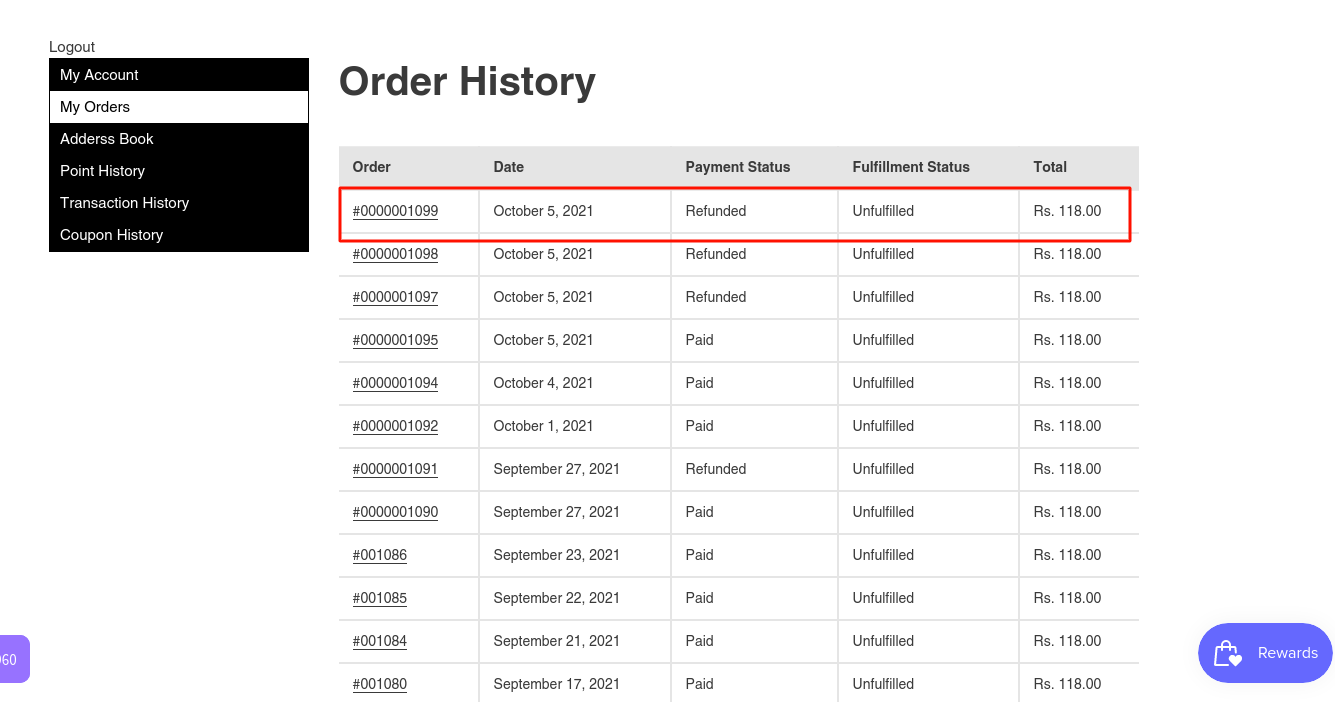 Logout
My Account
My Orders
Adderss Book
Point History
Transaction History
Coupon History
Order History
Order Date Payment Status Fulfillment Status Total
#0000001099 October 5, 2021 Refunded Unfulfilled Rs. 118.00
#0000001098 October 5, 2021 Refunded Unfulfilled Rs. 118.00
#0000001097 October 5, 2021 Refunded Unfulfilled Rs. 118.00
#0000001095 October 5, 2021 Paid Unfulfilled Rs. 118.00
#0000001094 October 4, 2021 Paid Unfulfilled Rs. 118.00
#0000001092 October 1, 2021 Paid Unfulfilled Rs. 118.00
#0000001091 September 27, 2021 Refunded Unfulfilled Rs. 118.00
#0000001090 September 27, 2021 Paid Unfulfilled Rs. 118.00
#001086 September 23, 2021 Paid Unfulfilled Rs. 118.00
#001085 September 22, 2021 Paid Unfulfilled Rs. 118.00
#001084 September 21, 2021 Paid Unfulfilled Rs. 118.00
#001080 September 17, 2021 Paid Unfulfilled Rs. 118.00
Rewards